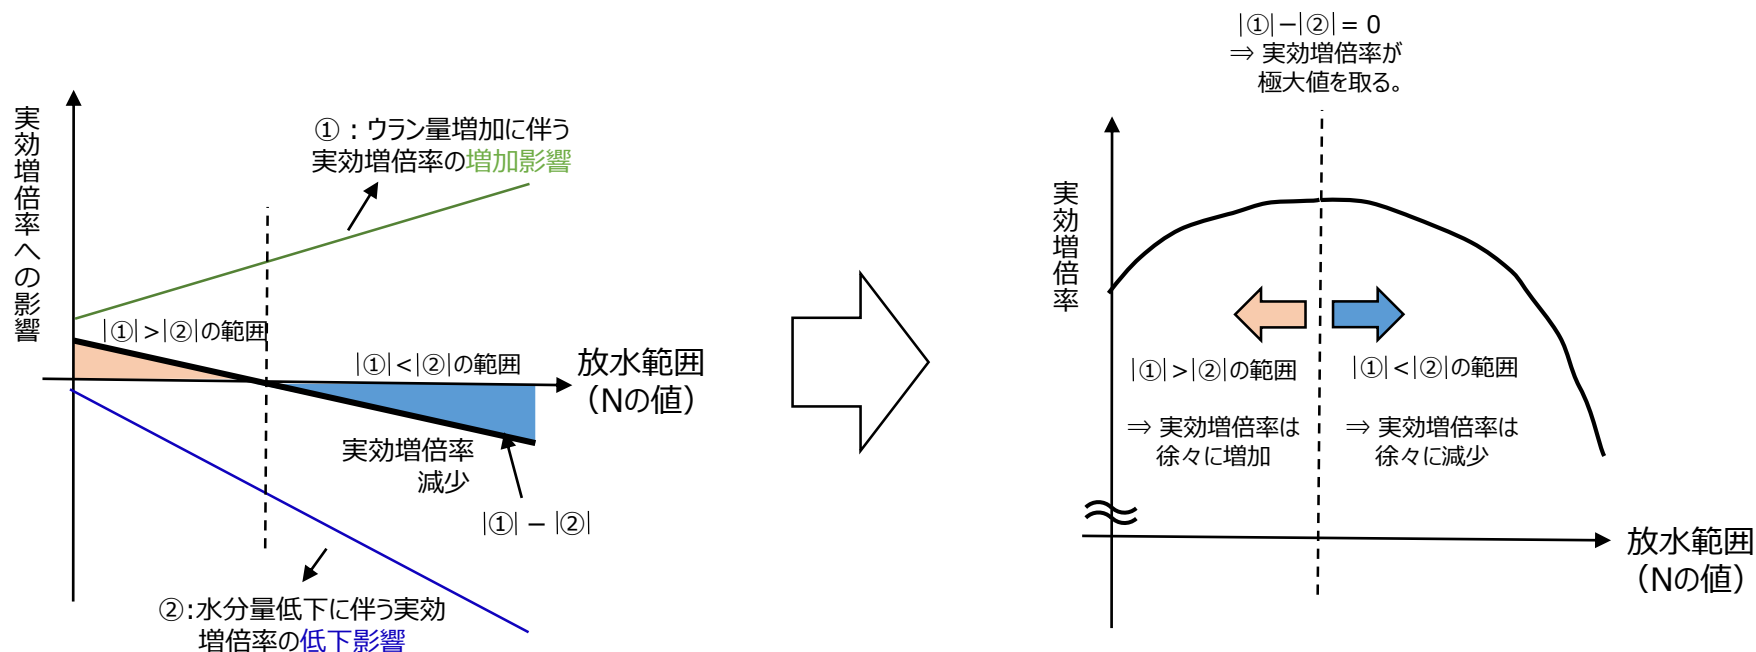 実効増倍率への影響
①：ウラン量増加に伴う
実効増倍率の増加影響
|①|>|②|の範囲
|①|<|②|の範囲
放水範囲
（Nの値）
実効増倍率
減少
|①| − |②|
②:水分量低下に伴う実効
増倍率の低下影響
|①|−|②| = 0
⇒ 実効増倍率が
極大値を取る。
実効増倍率
|①|>|②|の範囲
⇒ 実効増倍率は
徐々に増加
|①|<|②|の範囲
⇒ 実効増倍率は
徐々に減少
放水範囲
（Nの値）